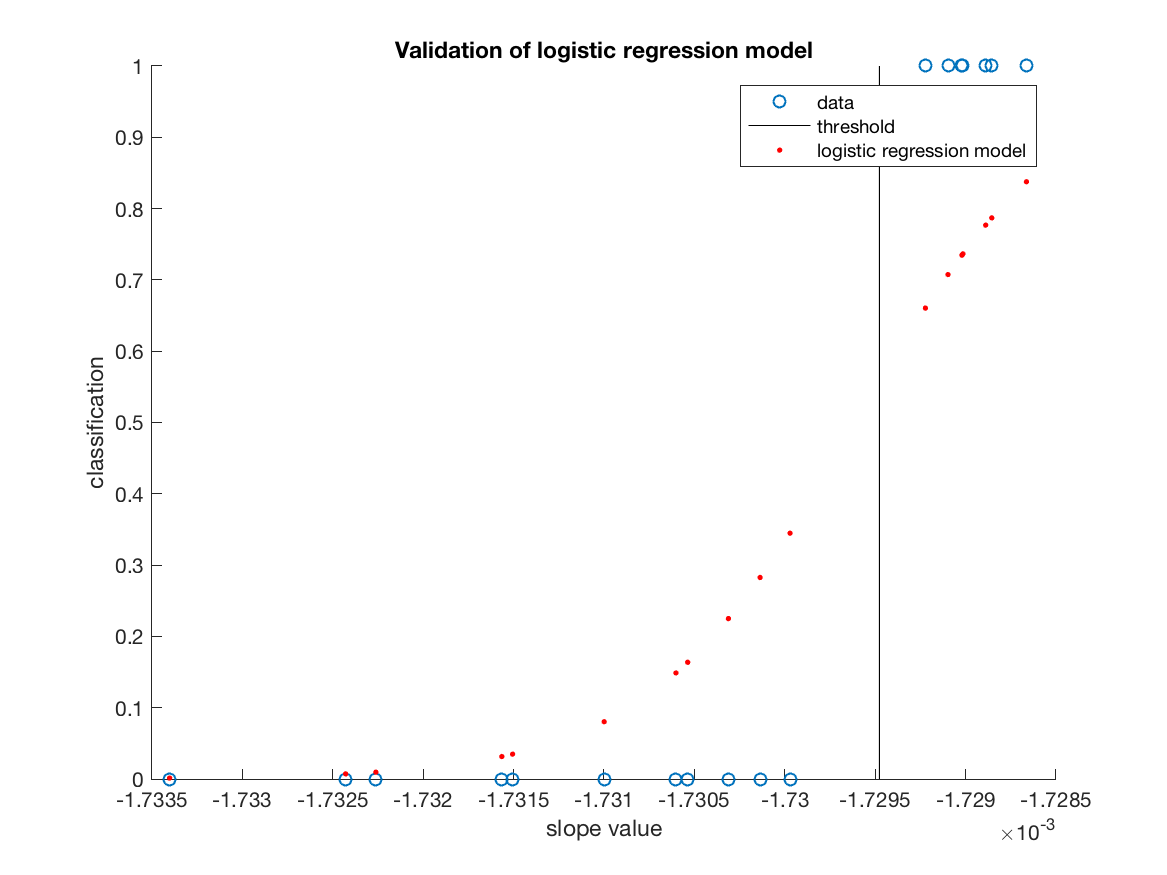 Validation of logistic regression model
data
threshold
logistic regression model
classification
1
0.9
0.8
0.7
0.6
0.5
0.4
0.3
0.2
0.1
0
-1.7335 -1.733 -1.7325 -1.732 -1.7315 -1.731 -1.7305 -1.73 -1.7295 -1.729 -1.7285
slope value
×10-3